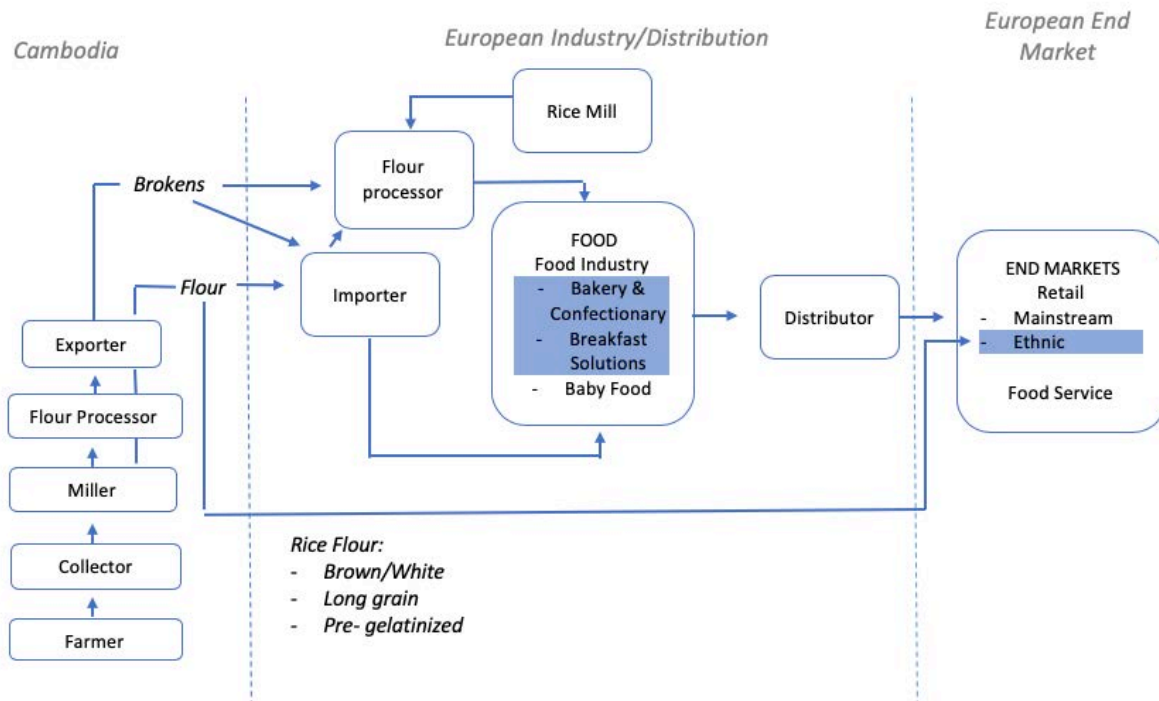 Cambodia
European Industry/Distribution
European End
Market
Rice Mill
Flour
processor
Brokens
Flour
Importer
Exporter
Flour Processor
Miller
Collector
Farmer
FOOD
Food Industry
- Bakery &
Confectionary
- Breakfast
Solutions
- Baby Food
Distributor
END MARKETS
Retail
- Mainstream
- Ethnic
Food Service
Rice Flour:
- Brown/White
- Long grain
- Pre- gelatinized